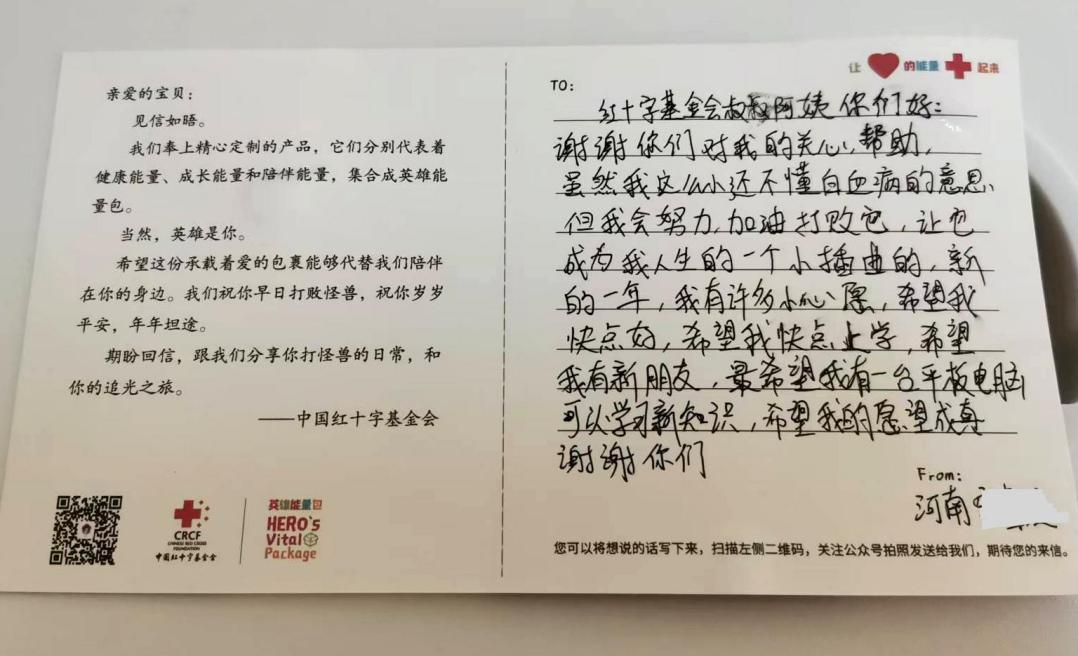 亲爱的宝贝：
见信如晤。
我们奉上精心定制的产品，它们分别代表着
健康能量、成长能量和陪伴能量，集合成英雄能
量包。
当然，英雄是你。
希望这份承载着爱的包裹能够代替我们陪伴
在你的身边。我们祝你早日打败怪兽，祝你岁岁
平安，年年坦途。
期盼回信，跟我们分享你打怪兽的日常，和
你的追光之旅。
——中国红十字基金会
CRCF
CHINESE RED CROSS
FOUNDATION
中国红十字基金会
英雄能量包
HERO's
Vital
Package
让的能量起来
TO:
红十字基金会叔叔阿姨你们好:
谢谢你们对我的关心,帮助,
虽然我这么小还不懂白血病的意思、
但我会努力,加油打败它,让它
成为我人生的一个小插曲的,新
的一年,我有许多小心愿,希望我
快点好,希望我快点上学,希望
我有新朋友,最希望我有一台平板电脑
可以学习新知识,希望我的愿望成真
谢谢你们
From:
河南
您可以将想说的话写下来，扫描左侧二维码，关注公众号拍照发送给我们，期待您的来信。